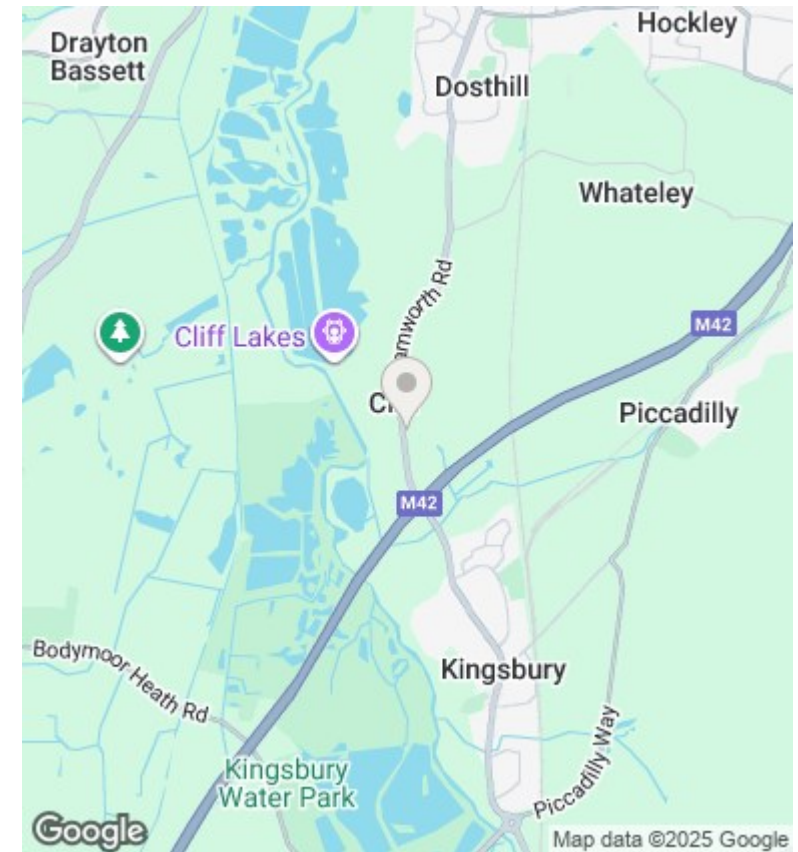 Hockley
Drayton
Bassett
Dosthill
Whateley
amworth Rd
M42
Cliff Lakes
Piccadilly
M42
Bodymoor Heath Rd
Kingsbury
Piccadilly Way
Kingsbury
Water Park
Google
Map data ©2025 Google